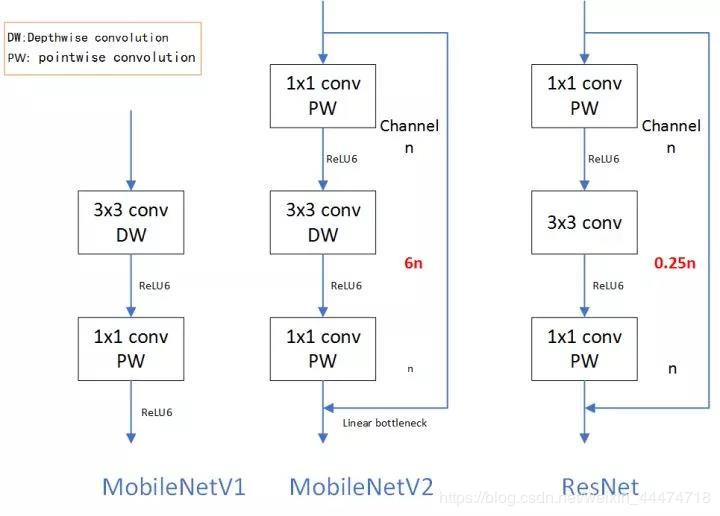 DW:Depthwise convolution
PW: pointwise convolution
3x3 conv
DW
ReLU6
1x1 conv
PW
ReLU6
MobileNetV1
1x1 conv
PW
Channel
n
ReLU6
3x3 conv
DW
6n
ReLU6
1x1 conv
PW
n
Linear bottleneck
MobileNetV2
1x1 conv
PW
Channel
n
ReLU6
3x3 conv
0.25n
ReLU6
1x1 conv
PW
n
ResNet
https://blog.csdn.net/weixin_44474718